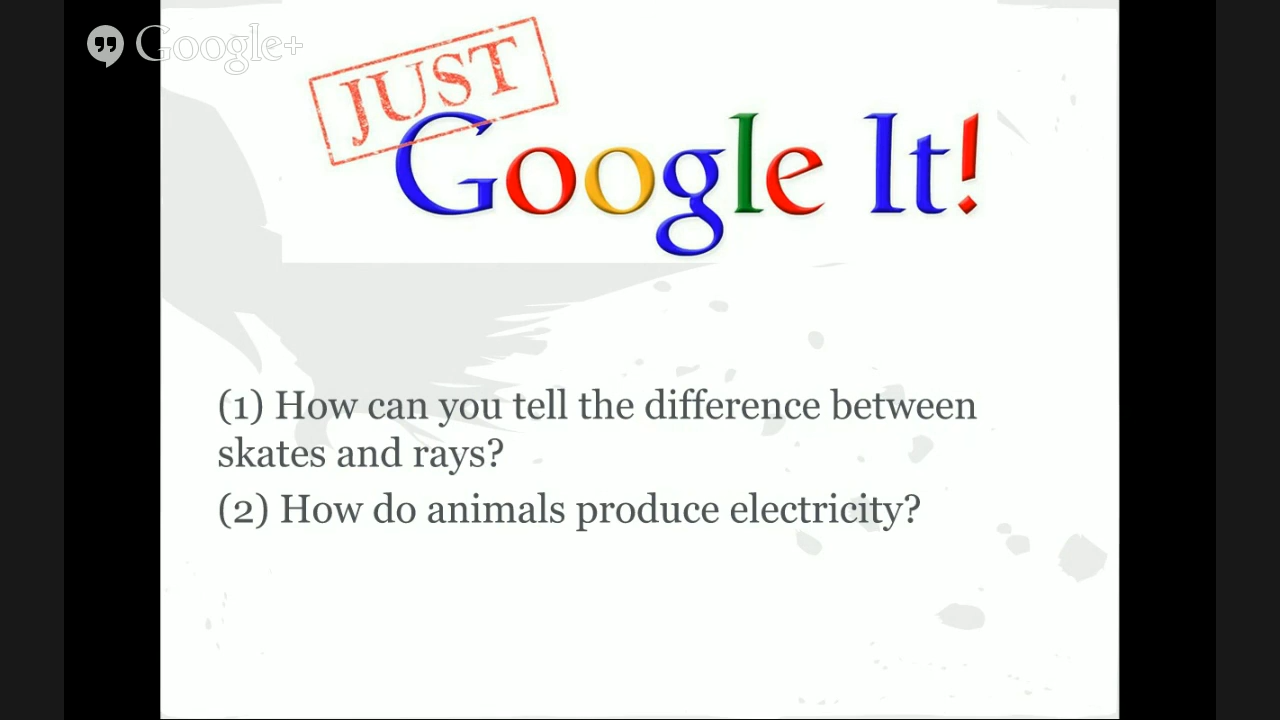 Google+
JUST
Google It!
(1) How can you tell the difference between
skates and rays?
(2) How do animals produce electricity?